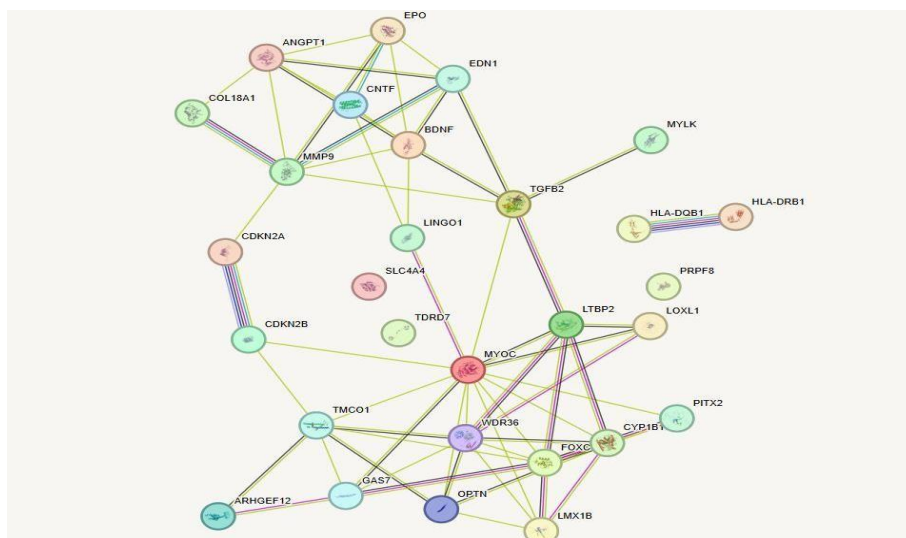 EPO
ANGPT1
EDN1
CNTF
COL18A1
BDNF
MYLK
MMP9
TGFB2
HLA-DRB1
HLA-DQB1
LINGO1
CDKN2A
SLC4A4
PRPF8
LTBP2
LOXL1
TDRD7
CDKN2B
MYOC
PITX2
TMCO1
WDR36
CYP1B1
FOXC
GAS7
OPTN
ARHGEF12
LMX1B